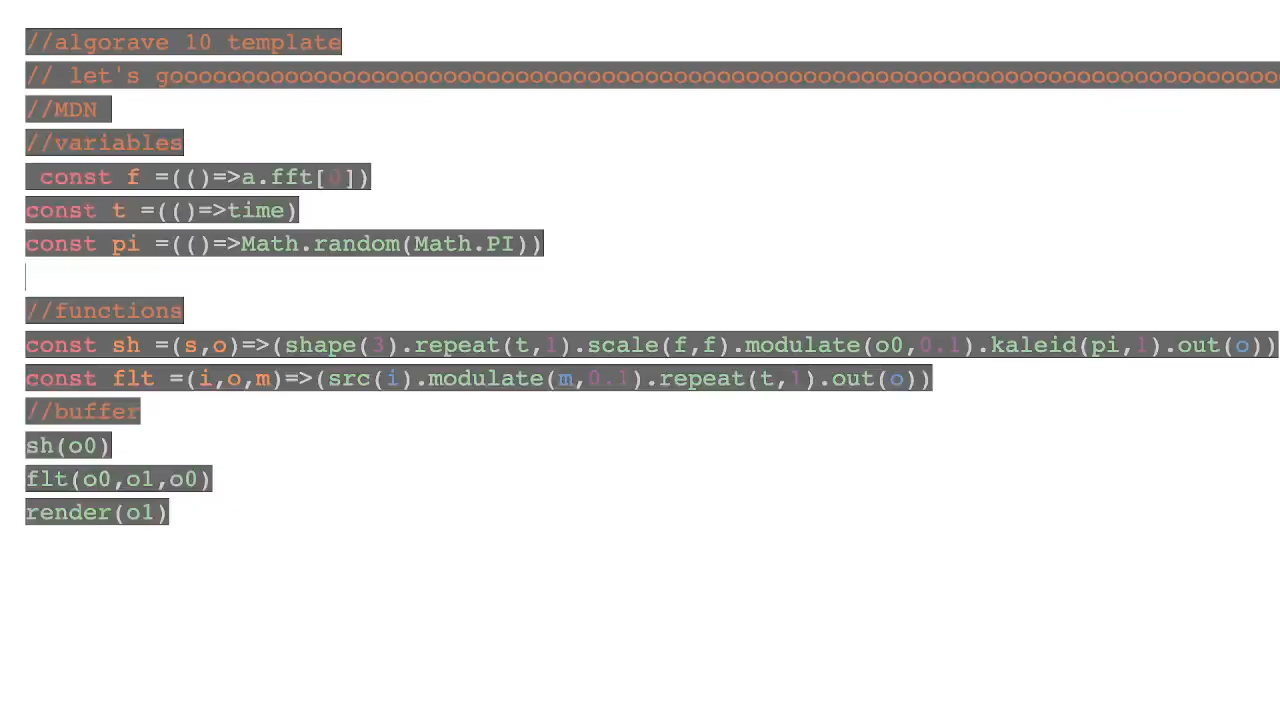 //algorave 10 template
// let's gooooooooooooooooooooooooooooooooooooooooooooooooooooooooooooooooooooooooooooo
//MDN
//variables
const f =(()=>a.fft[0])
const t =(()=>time)
const pi =(()=>Math.random(Math.PI))
//functions
const sh =(s,o)=>(shape(3).repeat(t,1).scale(f,f).modulate(o0,0.1).kaleid(pi,1).out(o))
const flt =(i,o,m)=>(src(i).modulate(m,0.1).repeat(t,1).out(o))
//buffer
sh(o0)
flt(o0,o1,o0)
render(o1)